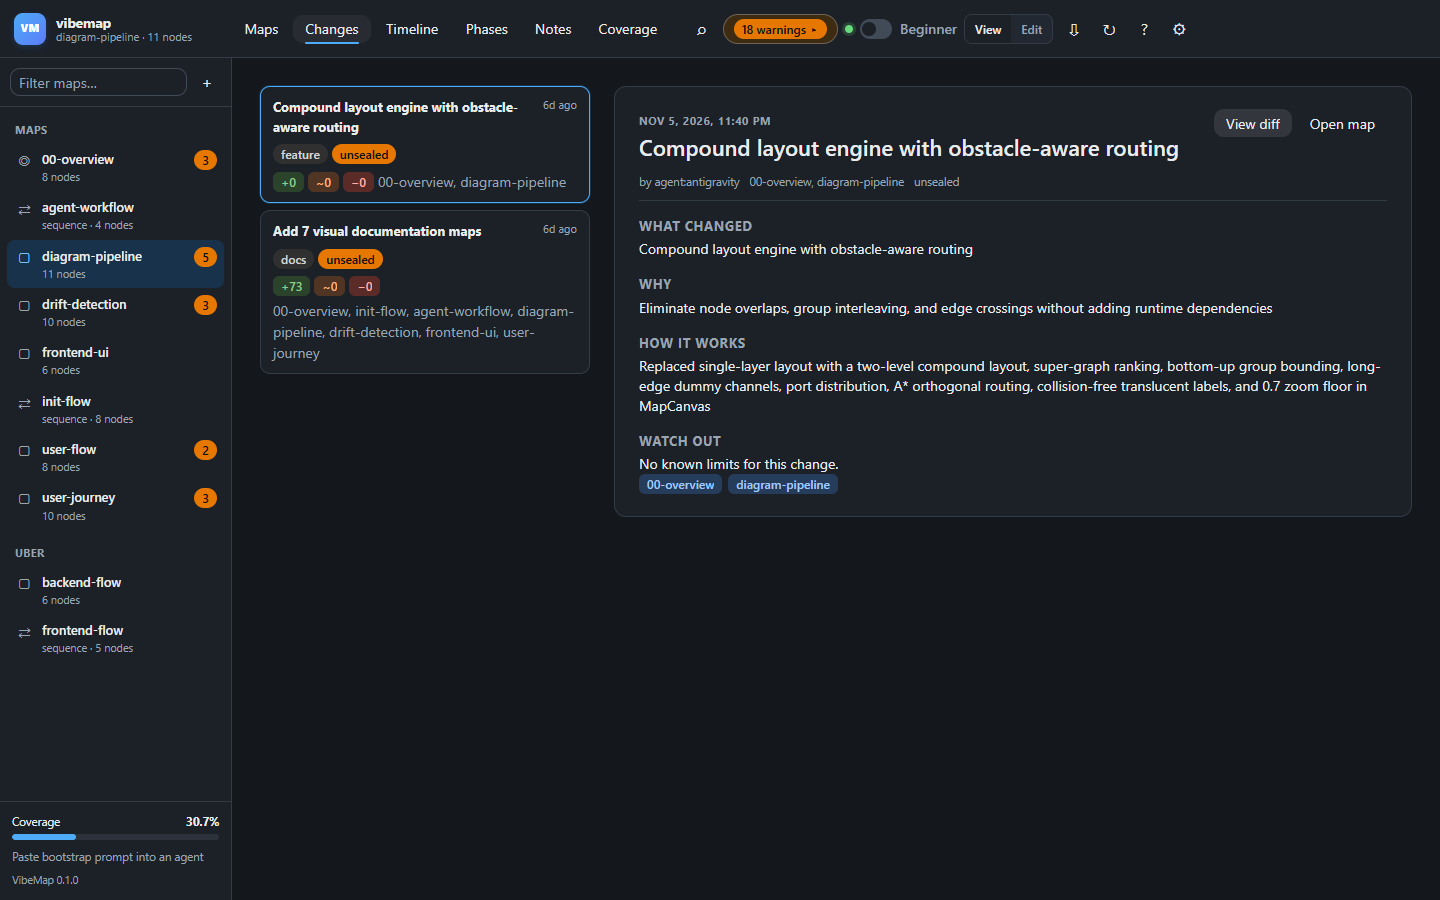 VM
vibemap
diagram-pipeline · 11 nodes
Maps
Changes
Timeline
Phases
Notes
Coverage
18 warnings
Beginner
View
Edit
?
Filter maps...
+
MAPS
00-overview
3
8 nodes
agent-workflow
sequence · 4 nodes
diagram-pipeline
5
11 nodes
drift-detection
3
10 nodes
frontend-ui
6 nodes
init-flow
sequence · 8 nodes
user-flow
2
8 nodes
user-journey
3
10 nodes
UBER
backend-flow
6 nodes
frontend-flow
sequence · 5 nodes
Coverage
30.7%
Paste bootstrap prompt into an agent
VibeMap 0.1.0
Compound layout engine with obstacle-
aware routing
6d ago
feature
unsealed
+0
~0
−0
00-overview, diagram-pipeline
Add 7 visual documentation maps
6d ago
docs
unsealed
+73
~0
−0
00-overview, init-flow, agent-workflow, diagram-
pipeline, drift-detection, frontend-ui, user-
journey
NOV 5, 2026, 11:40 PM
View diff
Open map
Compound layout engine with obstacle-aware routing
by agent:antigravity
00-overview, diagram-pipeline
unsealed
WHAT CHANGED
Compound layout engine with obstacle-aware routing
WHY
Eliminate node overlaps, group interleaving, and edge crossings without adding runtime dependencies
HOW IT WORKS
Replaced single-layer layout with a two-level compound layout, super-graph ranking, bottom-up group bounding, long-
edge dummy channels, port distribution, A* orthogonal routing, collision-free translucent labels, and 0.7 zoom floor in
MapCanvas
WATCH OUT
No known limits for this change.
00-overview
diagram-pipeline